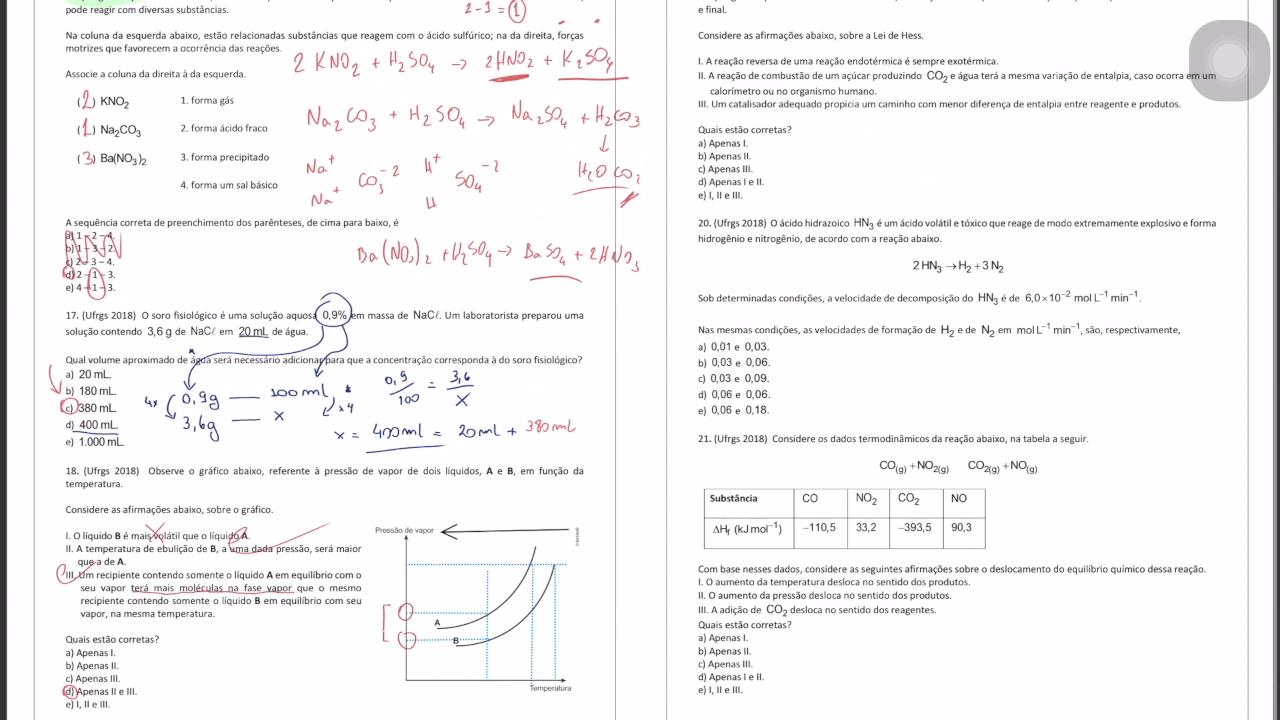 pode reagir com diversas substâncias.
2-1 = 1
Na coluna da esquerda abaixo, estão relacionadas substâncias que reagem com o ácido sulfúrico; na da direita, forças
motrizes que favorecem a ocorrência das reações.
2 KNO2 + H2SO4 → 2HNO2 + K2SO4
Associe a coluna da direita à da esquerda.
(2) KNO2 1. forma gás
(1) Na2CO3 2. forma ácido fraco
(3) Ba(NO3)2 3. forma precipitado
4. forma um sal básico
Na2CO3 + H2SO4 → Na2SO4 + H2CO3
↓
H2O CO2
Na+ CO3-2 H+ SO4-2
Na+ H
Ba(NO3)2 + H2SO4 → BaSO4 + 2HNO3
A sequência correta de preenchimento dos parênteses, de cima para baixo, é
a) 1 – 2 – 4.
b) 1 – 3 – 2.
c) 2 – 3 – 4.
d) 2 – 1 – 3.
e) 4 – 1 – 3.
17. (Ufrgs 2018) O soro fisiológico é uma solução aquosa 0,9% em massa de NaCℓ. Um laboratorista preparou uma
solução contendo 3,6 g de NaCℓ em 20 mL de água.
Qual volume aproximado de água será necessário adicionar para que a concentração corresponda à do soro fisiológico?
a) 20 mL.
b) 180 mL.
c) 380 mL.
d) 400 mL.
e) 1.000 mL.
4x 0,9g — 100 ml x4
3,6g — x
0,9/100 = 3,6/x
x = 400ml = 20ml + 380ml
18. (Ufrgs 2018) Observe o gráfico abaixo, referente à pressão de vapor de dois líquidos, A e B, em função da
temperatura.
Considere as afirmações abaixo, sobre o gráfico.
I. O líquido B é mais volátil que o líquido A.
II. A temperatura de ebulição de B, a uma dada pressão, será maior
que a de A.
III. Um recipiente contendo somente o líquido A em equilíbrio com o
seu vapor terá mais moléculas na fase vapor que o mesmo
recipiente contendo somente o líquido B em equilíbrio com seu
vapor, na mesma temperatura.
Quais estão corretas?
a) Apenas I.
b) Apenas II.
c) Apenas III.
d) Apenas II e III.
e) I, II e III.
Pressão de vapor
A
B
Temperatura
e final.
Considere as afirmações abaixo, sobre a Lei de Hess.
I. A reação reversa de uma reação endotérmica é sempre exotérmica.
II. A reação de combustão de um açúcar produzindo CO2 e água terá a mesma variação de entalpia, caso ocorra em um
calorímetro ou no organismo humano.
III. Um catalisador adequado propicia um caminho com menor diferença de entalpia entre reagente e produtos.
Quais estão corretas?
a) Apenas I.
b) Apenas II.
c) Apenas III.
d) Apenas I e II.
e) I, II e III.
20. (Ufrgs 2018) O ácido hidrazoico HN3 é um ácido volátil e tóxico que reage de modo extremamente explosivo e forma
hidrogênio e nitrogênio, de acordo com a reação abaixo.
2 HN3 → H2 + 3 N2
Sob determinadas condições, a velocidade de decomposição do HN3 é de 6,0×10−2 mol L−1 min−1.
Nas mesmas condições, as velocidades de formação de H2 e de N2 em mol L−1 min−1, são, respectivamente,
a) 0,01 e 0,03.
b) 0,03 e 0,06.
c) 0,03 e 0,09.
d) 0,06 e 0,06.
e) 0,06 e 0,18.
21. (Ufrgs 2018) Considere os dados termodinâmicos da reação abaixo, na tabela a seguir.
CO(g) + NO2(g) CO2(g) + NO(g)
Substância CO NO2 CO2 NO
ΔHf (kJ mol−1) −110,5 33,2 −393,5 90,3
Com base nesses dados, considere as seguintes afirmações sobre o deslocamento do equilíbrio químico dessa reação.
I. O aumento da temperatura desloca no sentido dos produtos.
II. O aumento da pressão desloca no sentido dos produtos.
III. A adição de CO2 desloca no sentido dos reagentes.
Quais estão corretas?
a) Apenas I.
b) Apenas II.
c) Apenas III.
d) Apenas I e II.
e) I, II e III.